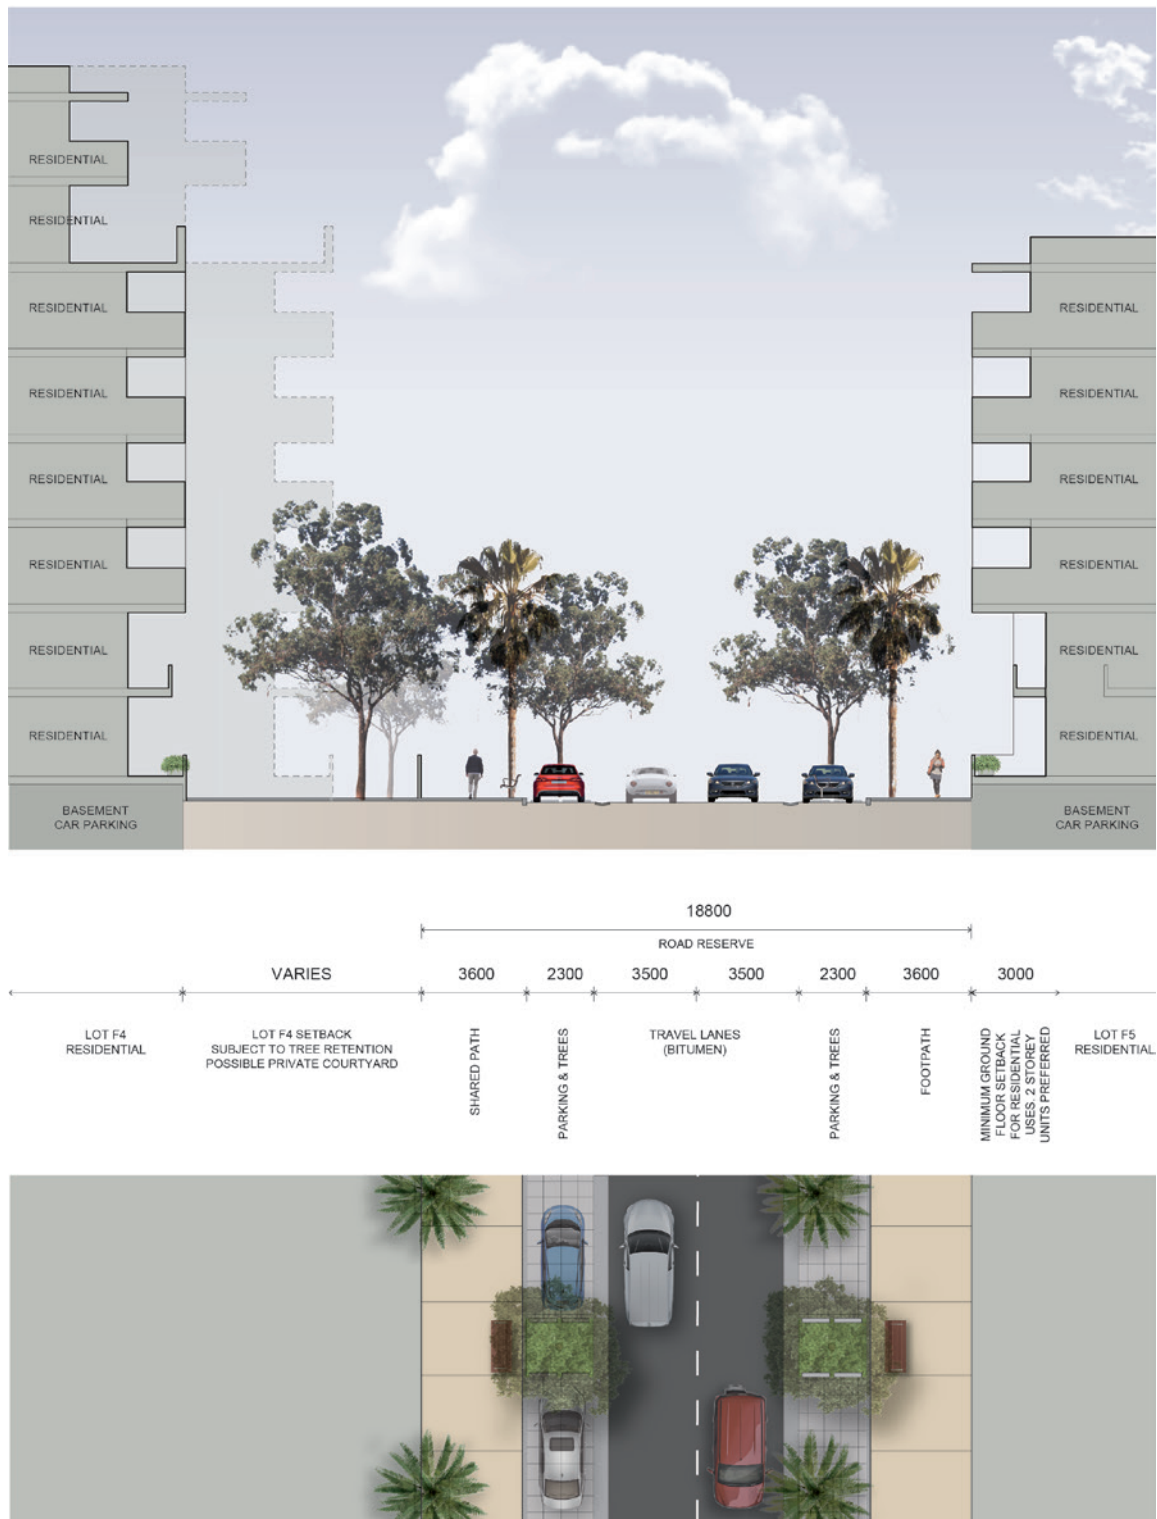 RESIDENTIAL
RESIDENTIAL
RESIDENTIAL
RESIDENTIAL
RESIDENTIAL
RESIDENTIAL
RESIDENTIAL
RESIDENTIAL
BASEMENT
CAR PARKING
RESIDENTIAL
RESIDENTIAL
RESIDENTIAL
RESIDENTIAL
RESIDENTIAL
RESIDENTIAL
BASEMENT
CAR PARKING
18800
ROAD RESERVE
VARIES
3600
2300
3500
3500
2300
3600
3000
LOT F4
RESIDENTIAL
LOT F4 SETBACK
SUBJECT TO TREE RETENTION
POSSIBLE PRIVATE COURTYARD
SHARED PATH
PARKING & TREES
TRAVEL LANES
(BITUMEN)
PARKING & TREES
FOOTPATH
MINIMUM GROUND
FLOOR SETBACK
FOR RESIDENTIAL
USES. 2 STOREY
UNITS PREFERRED
LOT F5
RESIDENTIAL